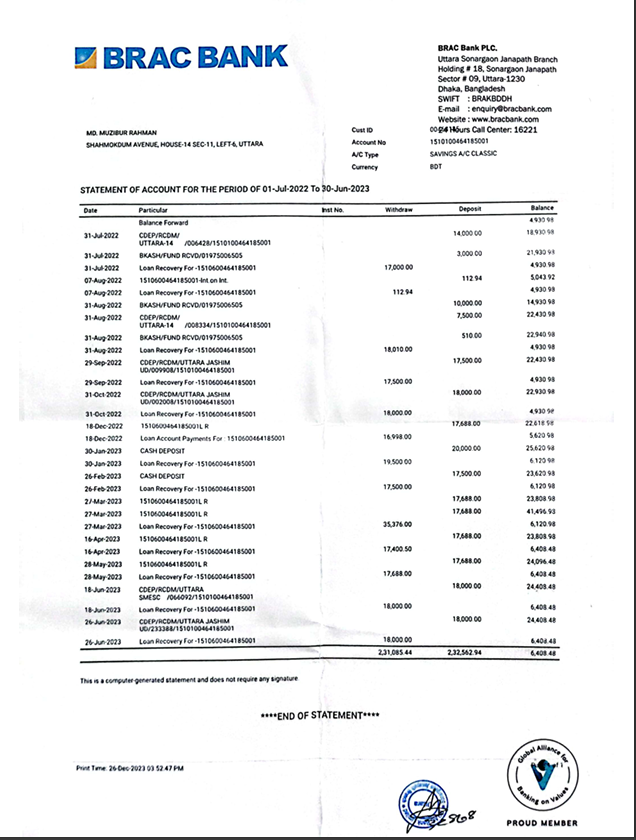 BRAC BANK
BRAC Bank PLC.
Uttara Sonargaon Janapath Branch
Holding # 18, Sonargaon Janapath
Sector # 09, Uttara-1230
Dhaka, Bangladesh
SWIFT : BRAKBDDH
E-mail : enquiry@bracbank.com
Website : www.bracbank.com
Hours Call Center: 16221
MD. MUZIBUR RAHMAN
SHAHMOKDUM AVENUE, HOUSE-14 SEC-11, LEFT-6, UTTARA
Cust ID
Account No 1510100464185001
A/C Type SAVINGS A/C CLASSIC
Currency BDT
STATEMENT OF ACCOUNT FOR THE PERIOD OF 01-Jul-2022 To 30-Jun-2023
Date Particular Inst No. Withdraw Deposit Balance
Balance Forward 4,930.98
31-Jul-2022 CDEP/RCDM/ 14,000.00 18,930.98
UTTARA-14 /006428/1510100464185001
31-Jul-2022 BKASH/FUND RCVD/01975006505 3,000.00 21,930.98
31-Jul-2022 Loan Recovery For -1510600464185001 17,000.00 4,930.98
07-Aug-2022 1510600464185001-Int on Int. 112.94 5,043.92
07-Aug-2022 Loan Recovery For -1510600464185001 112.94 4,930.98
31-Aug-2022 BKASH/FUND RCVD/01975006505 10,000.00 14,930.98
31-Aug-2022 CDEP/RCDM/ 7,500.00 22,430.98
UTTARA-14 /008334/1510100464185001
31-Aug-2022 BKASH/FUND RCVD/01975006505 510.00 22,940.98
31-Aug-2022 Loan Recovery For -1510600464185001 18,010.00 4,930.98
29-Sep-2022 CDEP/RCDM/UTTARA JASHIM 17,500.00 22,430.98
UD/009908/1510100464185001
29-Sep-2022 Loan Recovery For -1510600464185001 17,500.00 4,930.98
31-Oct-2022 CDEP/RCDM/UTTARA JASHIM 18,000.00 22,930.98
UD/002008/1510100464185001
31-Oct-2022 Loan Recovery For -1510600464185001 18,000.00 4,930.98
18-Dec-2022 1510600464185001L R 17,688.00 22,618.98
18-Dec-2022 Loan Account Payments For : 1510600464185001 16,998.00 5,620.98
30-Jan-2023 CASH DEPOSIT 20,000.00 25,620.98
30-Jan-2023 Loan Recovery For -1510600464185001 19,500.00 6,120.98
26-Feb-2023 CASH DEPOSIT 17,500.00 23,620.98
26-Feb-2023 Loan Recovery For -1510600464185001 17,500.00 6,120.98
27-Mar-2023 1510600464185001L R 17,688.00 23,808.98
27-Mar-2023 1510600464185001L R 17,688.00 41,496.98
27-Mar-2023 Loan Recovery For -1510600464185001 35,376.00 6,120.98
16-Apr-2023 1510600464185001L R 17,688.00 23,808.98
16-Apr-2023 Loan Recovery For -1510600464185001 17,400.50 6,408.48
28-May-2023 1510600464185001L R 17,688.00 24,096.48
28-May-2023 Loan Recovery For -1510600464185001 17,688.00 6,408.48
18-Jun-2023 CDEP/RCDM/UTTARA 18,000.00 24,408.48
SMESC /066092/1510100464185001
18-Jun-2023 Loan Recovery For -1510600464185001 18,000.00 6,408.48
26-Jun-2023 CDEP/RCDM/UTTARA JASHIM 18,000.00 24,408.48
UD/233388/1510100464185001
26-Jun-2023 Loan Recovery For -1510600464185001 18,000.00 6,408.48
2,31,085.44 2,32,562.94 6,408.48
This is a computer-generated statement and does not require any signature
****END OF STATEMENT****
Print Time: 26-Dec-2023 03:52:47 PM
Global Alliance for
Banking on Values
PROUD MEMBER